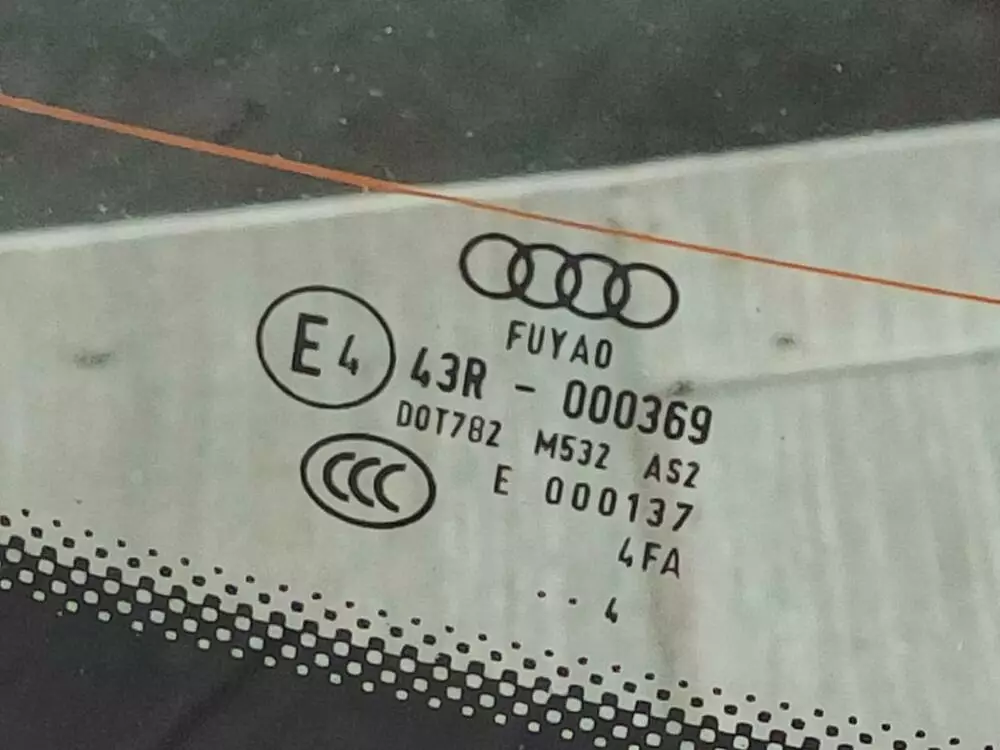 FUYAO
E4
43R - 000369
DOT782 M532 AS2
CCC
E 000137
4FA
. . 4